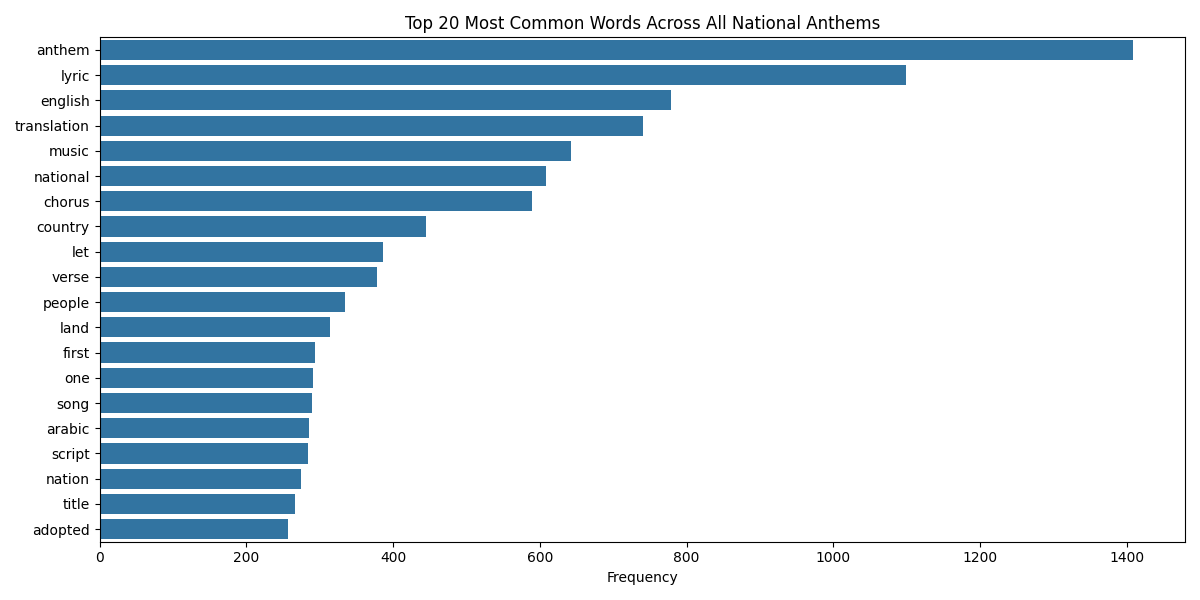 Top 20 Most Common Words Across All National Anthems
anthem
lyric
english
translation
music
national
chorus
country
let
verse
people
land
first
one
song
arabic
script
nation
title
adopted
0 200 400 600 800 1000 1200 1400
Frequency